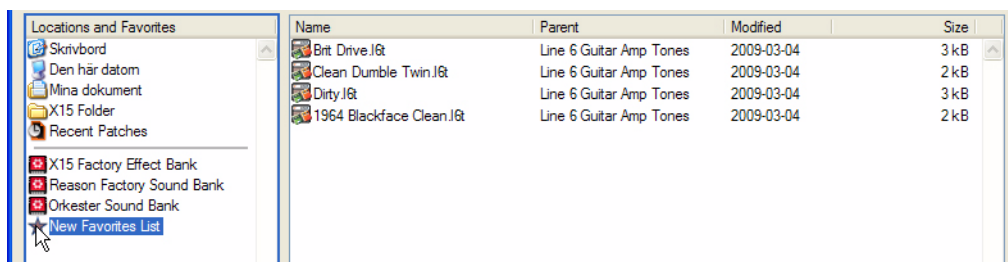 Locations and Favorites
Skrivbord
Den här datorn
Mina dokument
X15 Folder
Recent Patches
X15 Factory Effect Bank
Reason Factory Sound Bank
Orkester Sound Bank
New Favorites List
Name Parent Modified Size
Brit Drive.l6t Line 6 Guitar Amp Tones 2009-03-04 3 kB
Clean Dumble Twin.l6t Line 6 Guitar Amp Tones 2009-03-04 2 kB
Dirty.l6t Line 6 Guitar Amp Tones 2009-03-04 3 kB
1964 Blackface Clean.l6t Line 6 Guitar Amp Tones 2009-03-04 2 kB